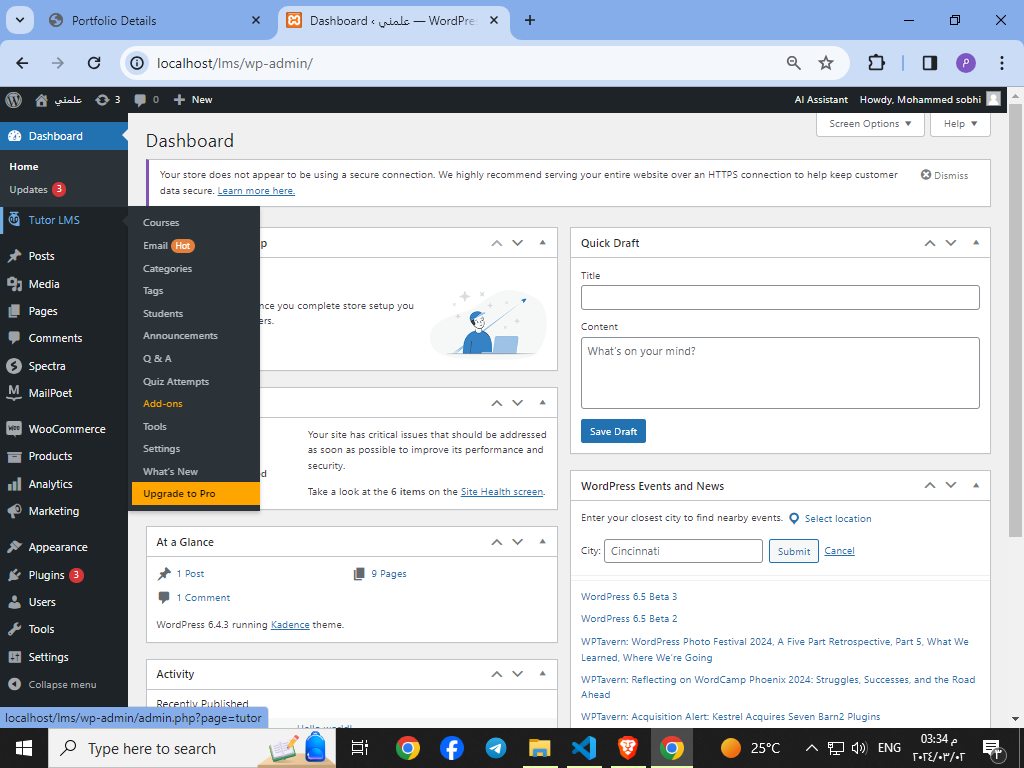 Portfolio Details
Dashboard ‹ علمني — WordPre
localhost/lms/wp-admin/
علمني
3
0
New
AI Assistant
Howdy, Mohammed sobhi
Dashboard
Home
Updates 3
Tutor LMS
Posts
Media
Pages
Comments
Spectra
MailPoet
WooCommerce
Products
Analytics
Marketing
Appearance
Plugins 3
Users
Tools
Settings
Collapse menu
Courses
Email Hot
Categories
Tags
Students
Announcements
Q & A
Quiz Attempts
Add-ons
Tools
Settings
What's New
Upgrade to Pro
Dashboard
Screen Options
Help
Your store does not appear to be using a secure connection. We highly recommend serving your entire website over an HTTPS connection to help keep customer
data secure. Learn more here.
Dismiss
nce you complete store setup you
ers.
Your site has critical issues that should be addressed
as soon as possible to improve its performance and
security.
Take a look at the 6 items on the Site Health screen.
At a Glance
1 Post
9 Pages
1 Comment
WordPress 6.4.3 running Kadence theme.
Activity
Recently Published
Hello world!
Quick Draft
Title
Content
What's on your mind?
Save Draft
WordPress Events and News
Enter your closest city to find nearby events.
Select location
City:
Cincinnati
Submit
Cancel
WordPress 6.5 Beta 3
WordPress 6.5 Beta 2
WPTavern: WordPress Photo Festival 2024, A Five Part Retrospective, Part 5, What We
Learned, Where We're Going
WPTavern: Reflecting on WordCamp Phoenix 2024: Struggles, Successes, and the Road
Ahead
WPTavern: Acquisition Alert: Kestrel Acquires Seven Barn2 Plugins
localhost/lms/wp-admin/admin.php?page=tutor
Type here to search
25°C
ENG
03:34 م
٢٠٢٤/٠٣/٠٢
٣